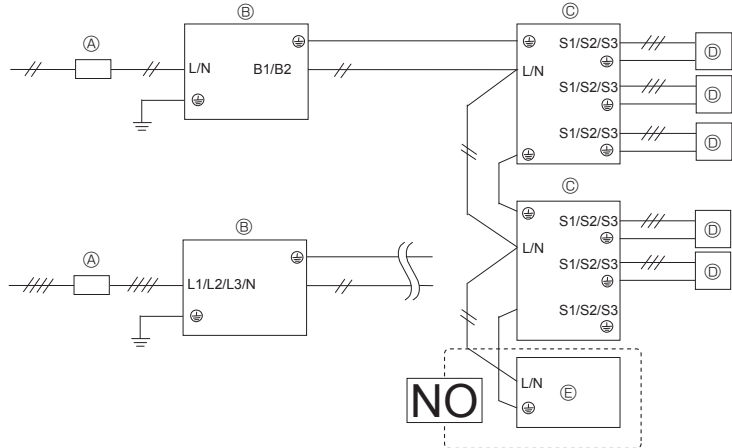 Ⓑ
Ⓒ
Ⓐ
⏚ S1/S2/S3
Ⓓ
L/N B1/B2
L/N
S1/S2/S3
Ⓓ
S1/S2/S3
Ⓓ
Ⓒ
Ⓑ
S1/S2/S3
Ⓓ
Ⓐ
L/N
L1/L2/L3/N
S1/S2/S3
Ⓓ
S1/S2/S3
NO
L/N
Ⓔ